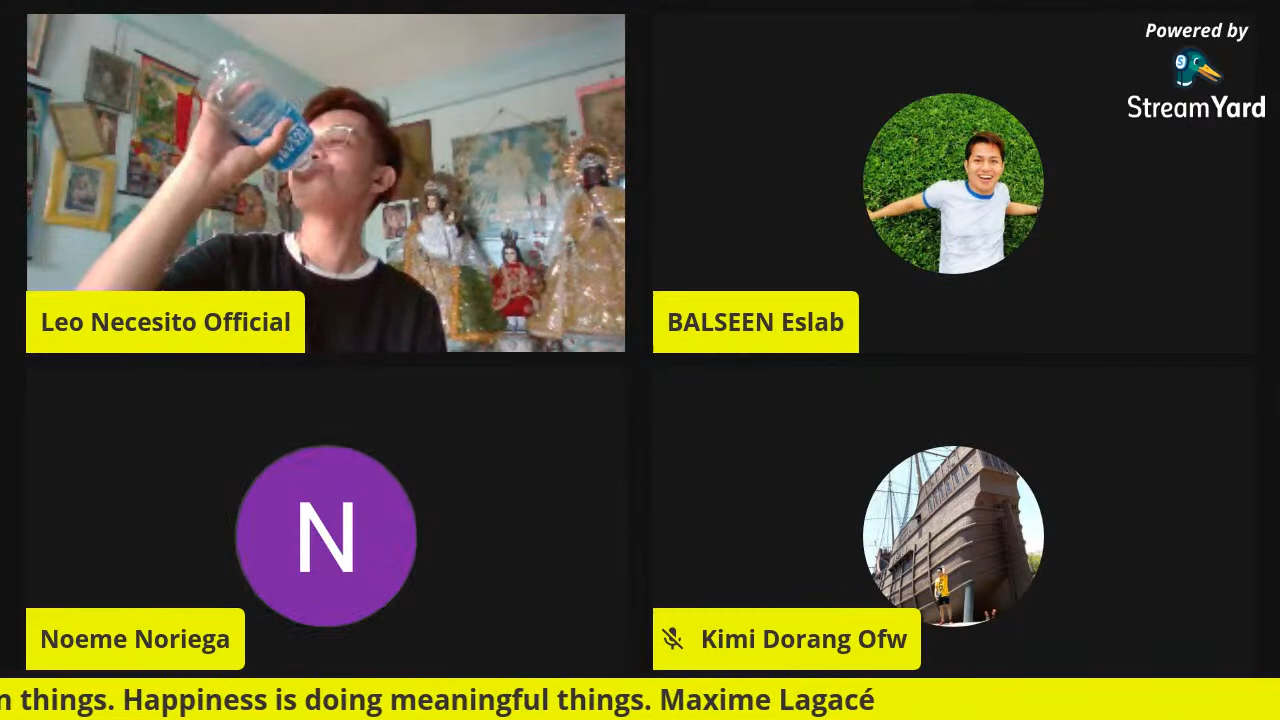 Powered by
StreamYard
Leo Necesito Official
BALSEEN Eslab
N
Noeme Noriega
Kimi Dorang Ofw
n things. Happiness is doing meaningful things. Maxime Lagacé